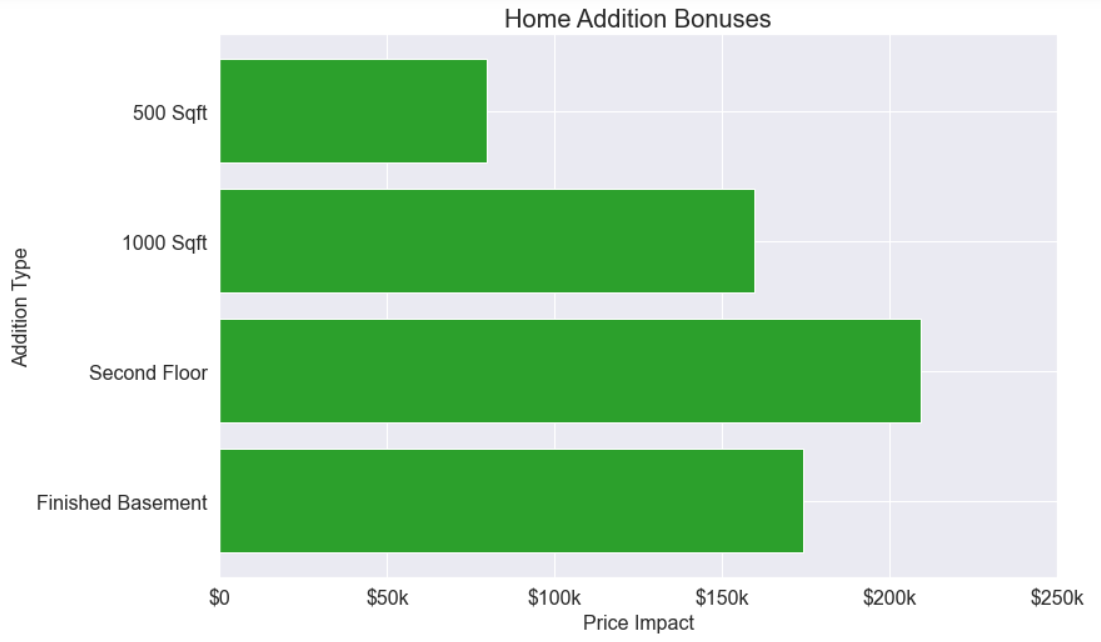 Home Addition Bonuses
Addition Type
500 Sqft
1000 Sqft
Second Floor
Finished Basement
$0 $50k $100k $150k $200k $250k
Price Impact